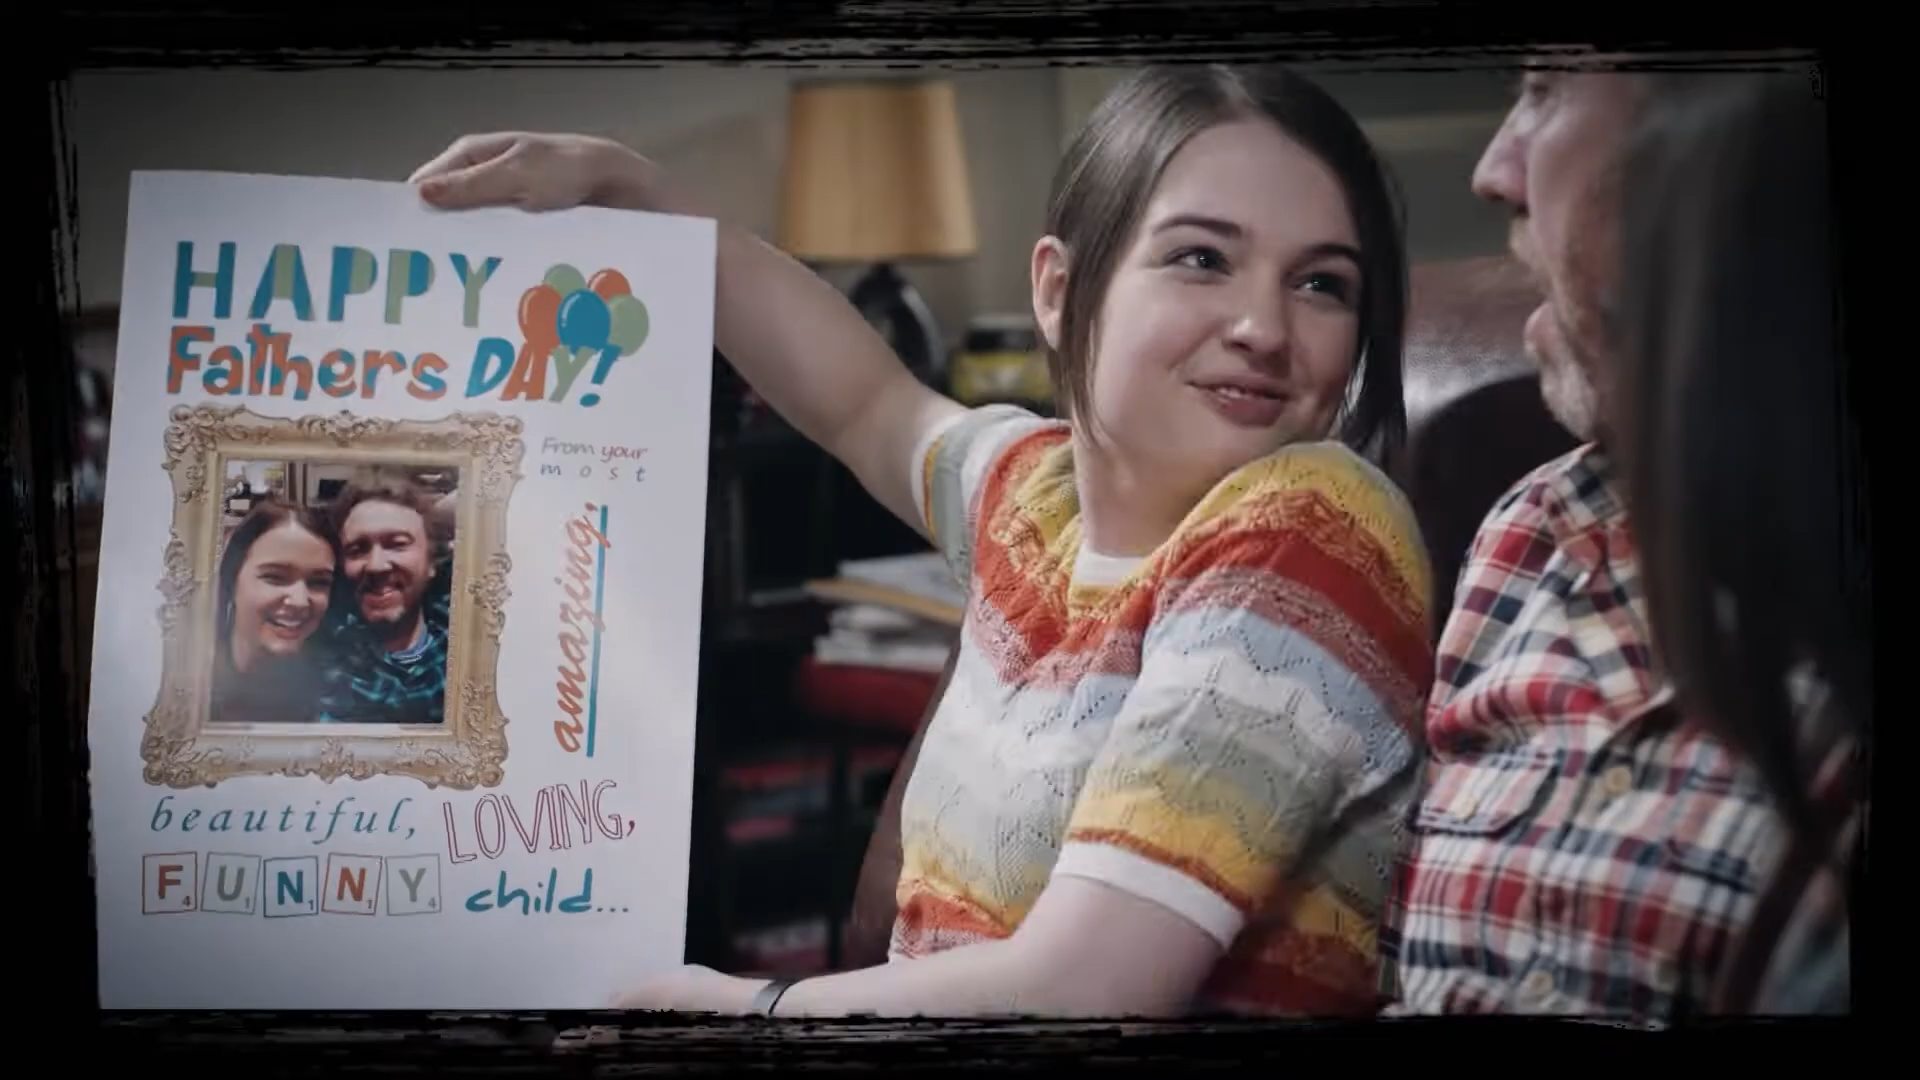 HAPPY
Fathers DAY!
From your
most
amazing,
beautiful, LOVING,
FUNNY child...